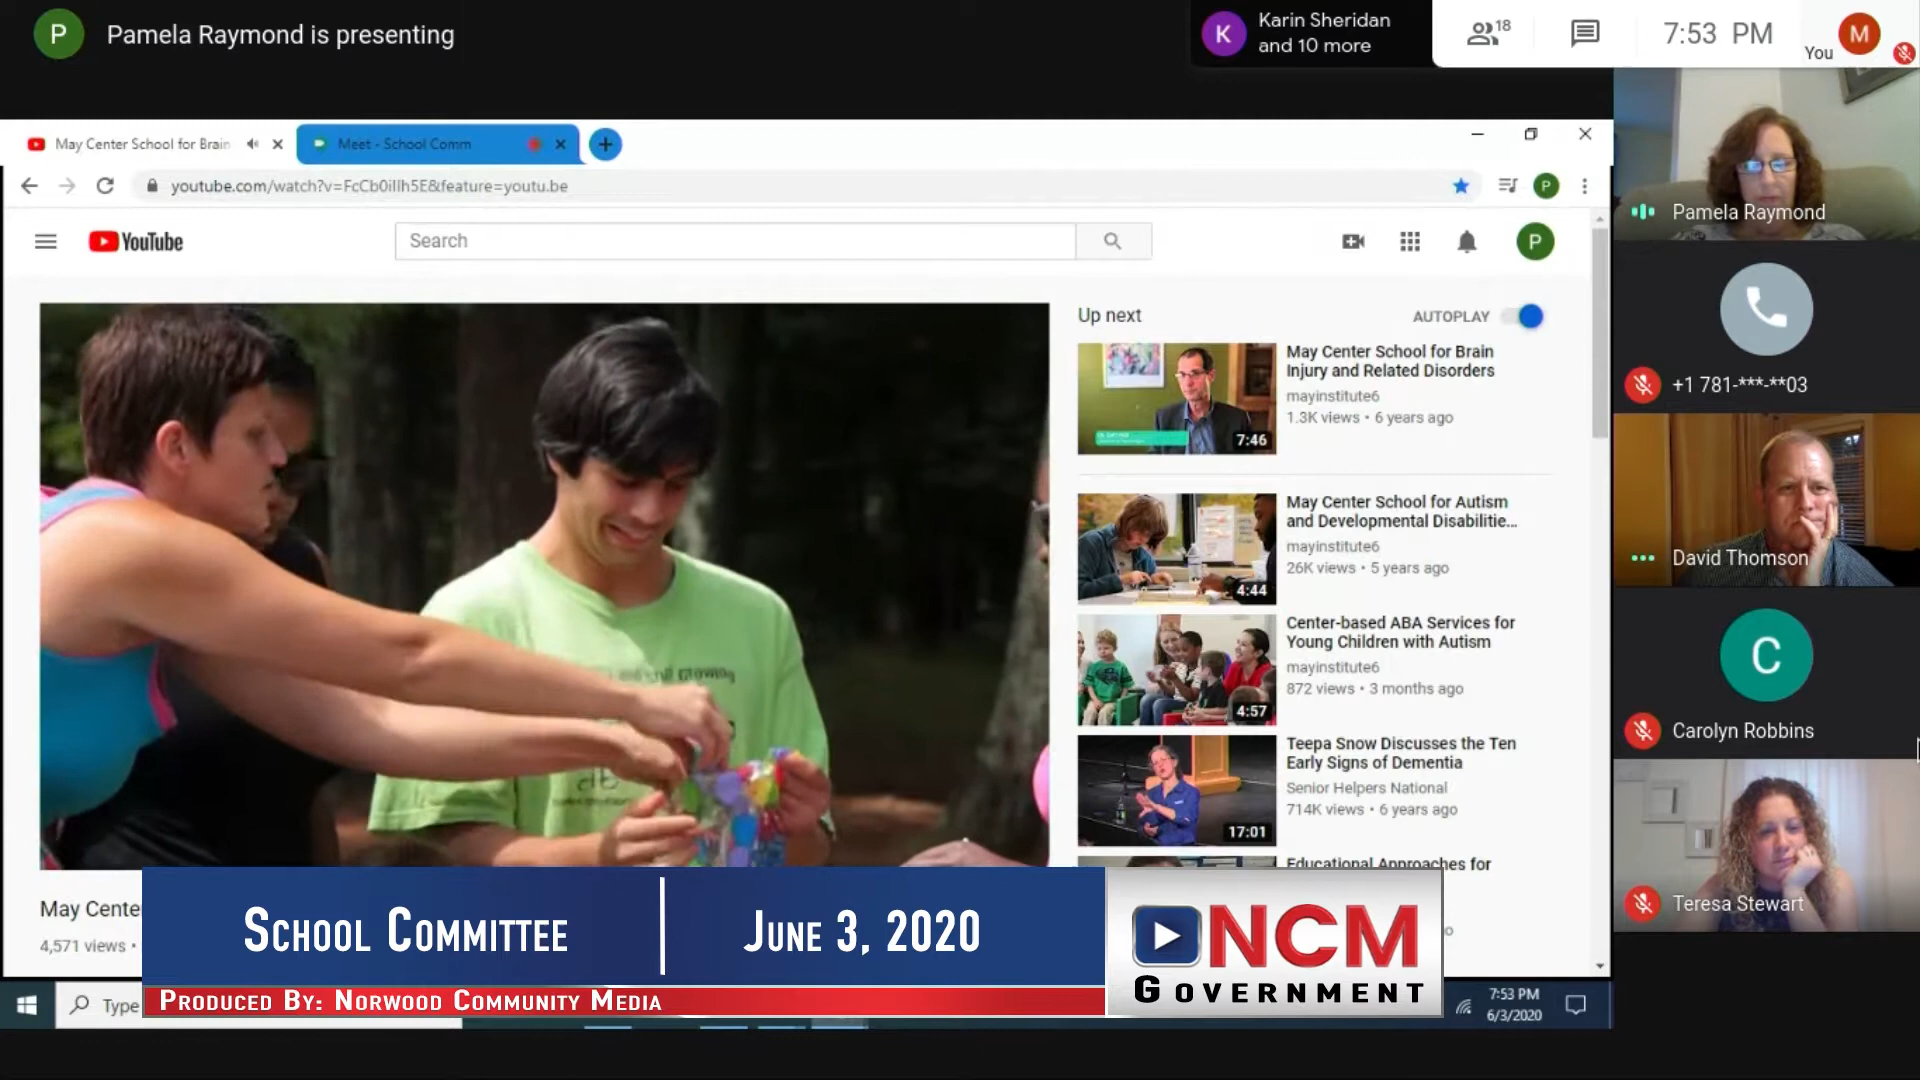 P
Pamela Raymond is presenting
K
Karin Sheridan
and 10 more
18
7:53 PM
You
M
May Center School for Brain
Meet - School Comm
youtube.com/watch?v=FcCb0iIlh5E&feature=youtu.be
P
YouTube
Search
P
Up next
AUTOPLAY
May Center School for Brain
Injury and Related Disorders
mayinstitute6
1.3K views • 6 years ago
7:46
May Center School for Autism
and Developmental Disabilitie...
mayinstitute6
26K views • 5 years ago
4:44
Center-based ABA Services for
Young Children with Autism
mayinstitute6
872 views • 3 months ago
4:57
Teepa Snow Discusses the Ten
Early Signs of Dementia
Senior Helpers National
714K views • 6 years ago
17:01
Educational Approaches for
May Cente
4,571 views •
Pamela Raymond
+1 781-***-**03
David Thomson
C
Carolyn Robbins
Teresa Stewart
School Committee
June 3, 2020
NCM
Government
Produced By: Norwood Community Media
Type
7:53 PM
6/3/2020